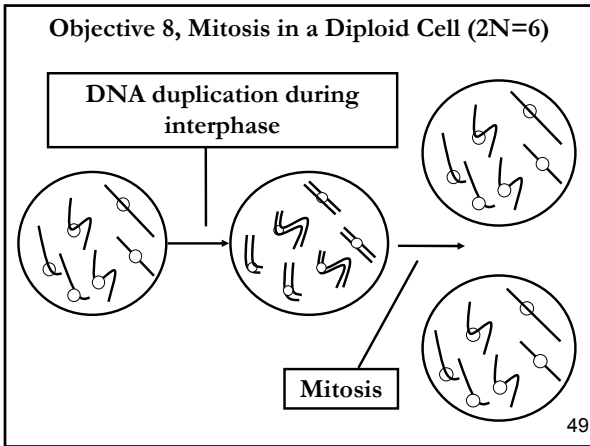 Objective 8, Mitosis in a Diploid Cell (2N=6)
DNA duplication during
interphase
Mitosis
49